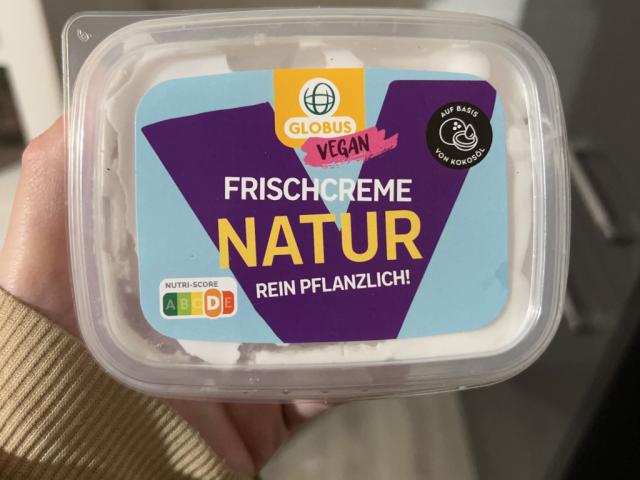 GLOBUS
VEGAN
AUF BASIS
VON KOKOSÖL
FRISCHCREME
NATUR
REIN PFLANZLICH!
NUTRI-SCORE
A B C D E